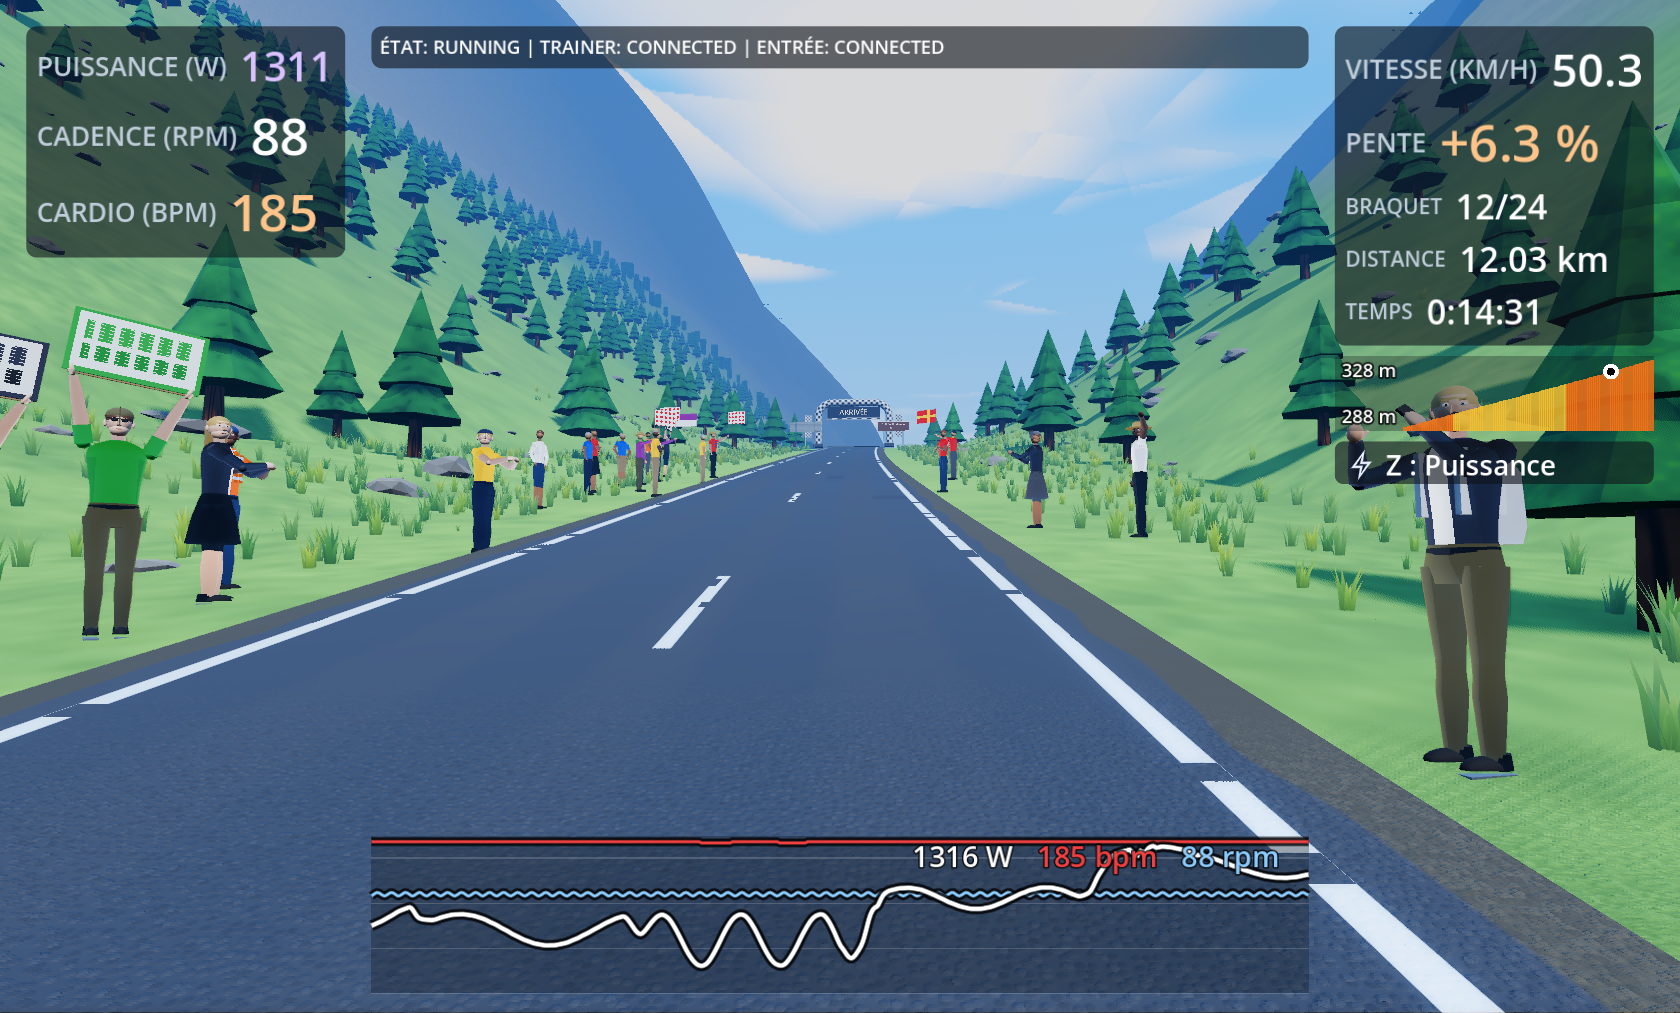 PUISSANCE (W) 1311
CADENCE (RPM) 88
CARDIO (BPM) 185
ÉTAT: RUNNING | TRAINER: CONNECTED | ENTRÉE: CONNECTED
VITESSE (KM/H) 50.3
PENTE +6.3 %
BRAQUET 12/24
DISTANCE 12.03 km
TEMPS 0:14:31
328 m
288 m
Z : Puissance
ARRIVÉE
1316 W 185 bpm 88 rpm